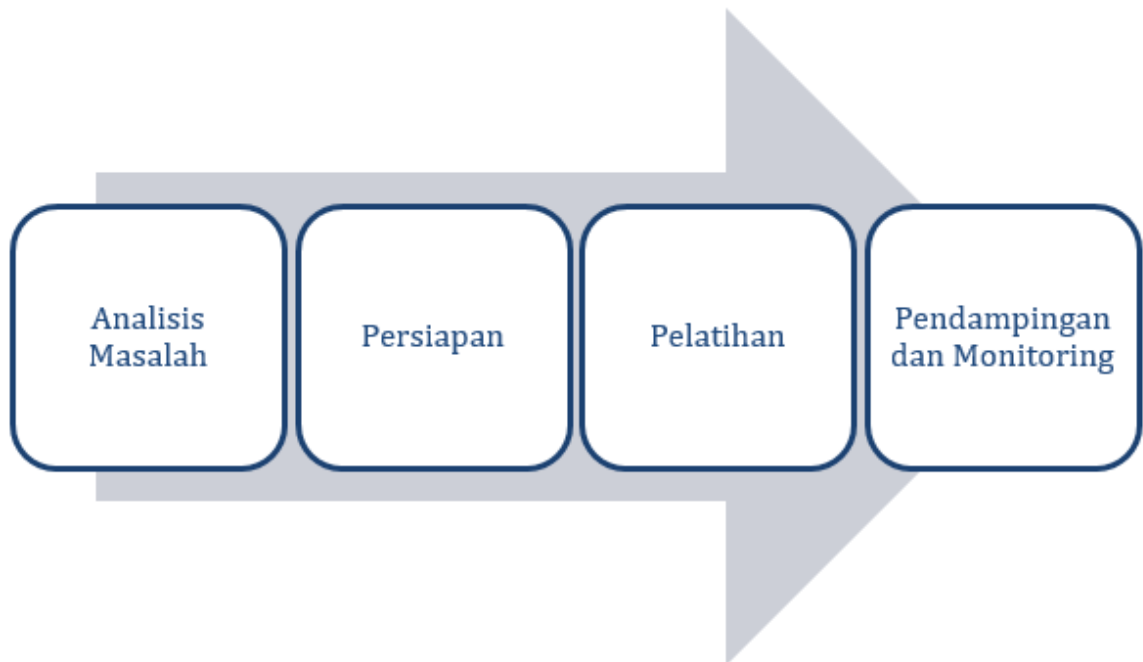 Analisis
Masalah
Persiapan
Pelatihan
Pendampingan
dan Monitoring